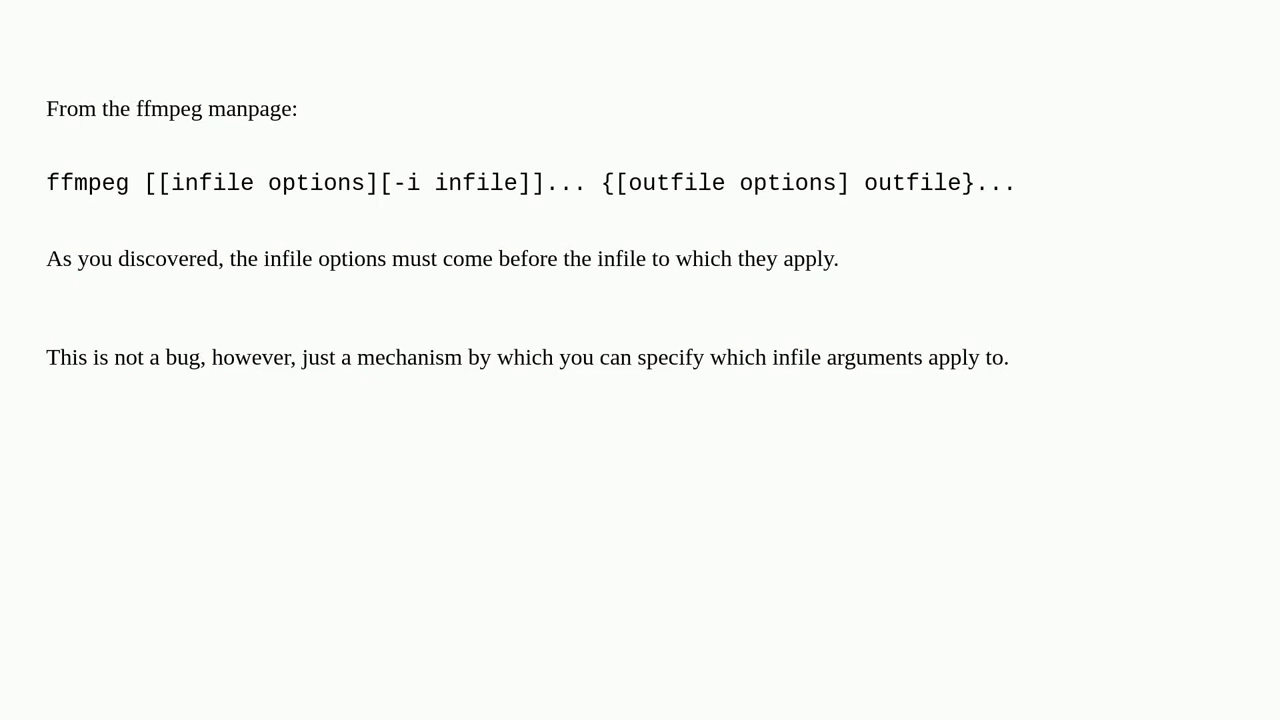 From the ffmpeg manpage:
ffmpeg [[infile options][-i infile]]... {[outfile options] outfile}...
As you discovered, the infile options must come before the infile to which they apply.
This is not a bug, however, just a mechanism by which you can specify which infile arguments apply to.